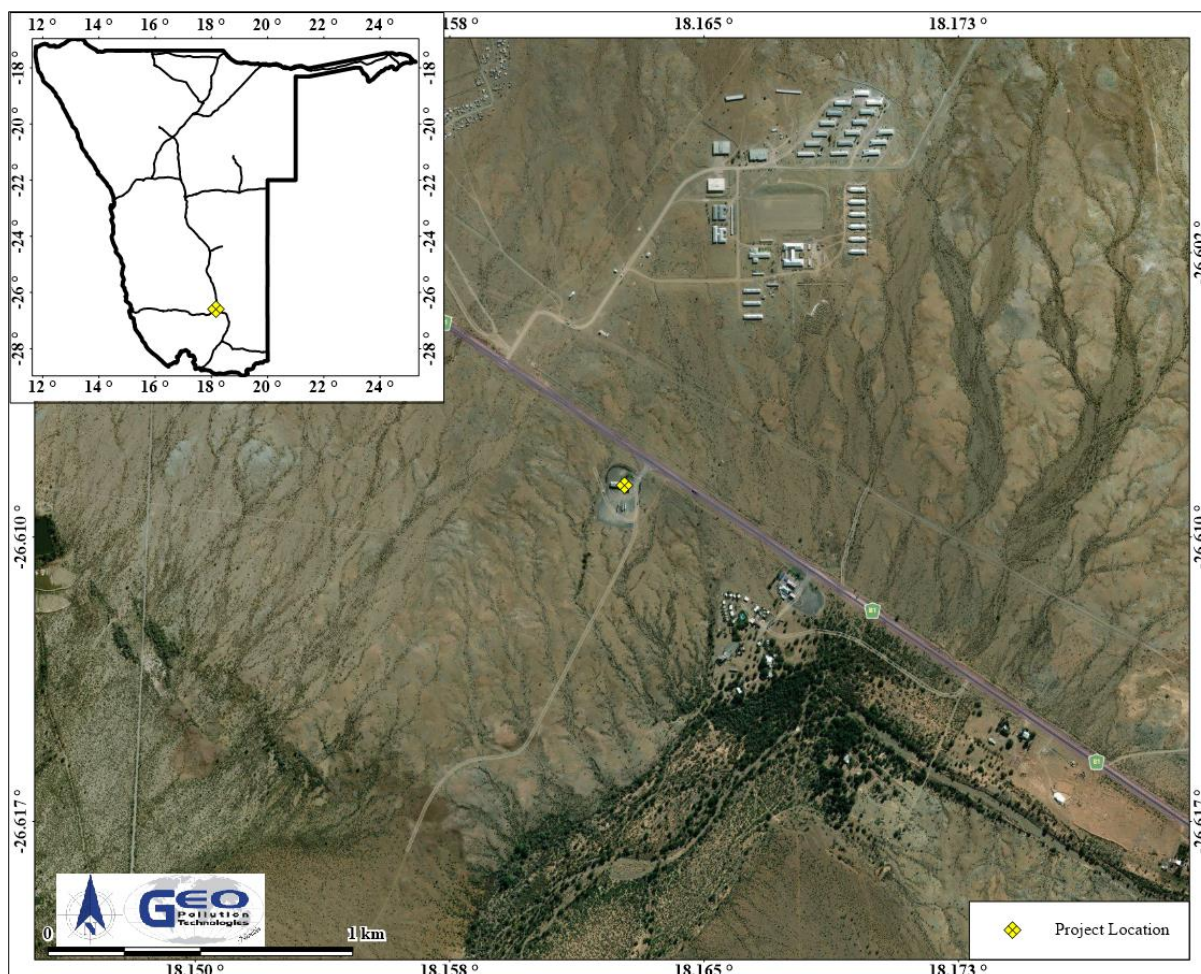 12 ° 14 ° 16 ° 18 ° 20 ° 22 ° 24 °
158 ° 18.165 ° 18.173 °
-18 ° -18 °
-20 ° -20 °
-22 ° -22 °
-24 ° -24 °
-26 ° -26 °
-28 ° -28 °
12 ° 14 ° 16 ° 18 ° 20 ° 22 ° 24 °
-26.602 °
-26.610 ° -26.610 °
B1
B1
-26.617 ° -26.617 °
GEO
Pollution
Technologies
N
0 1 km
Project Location
18.150 ° 18.158 ° 18.165 ° 18.173 °